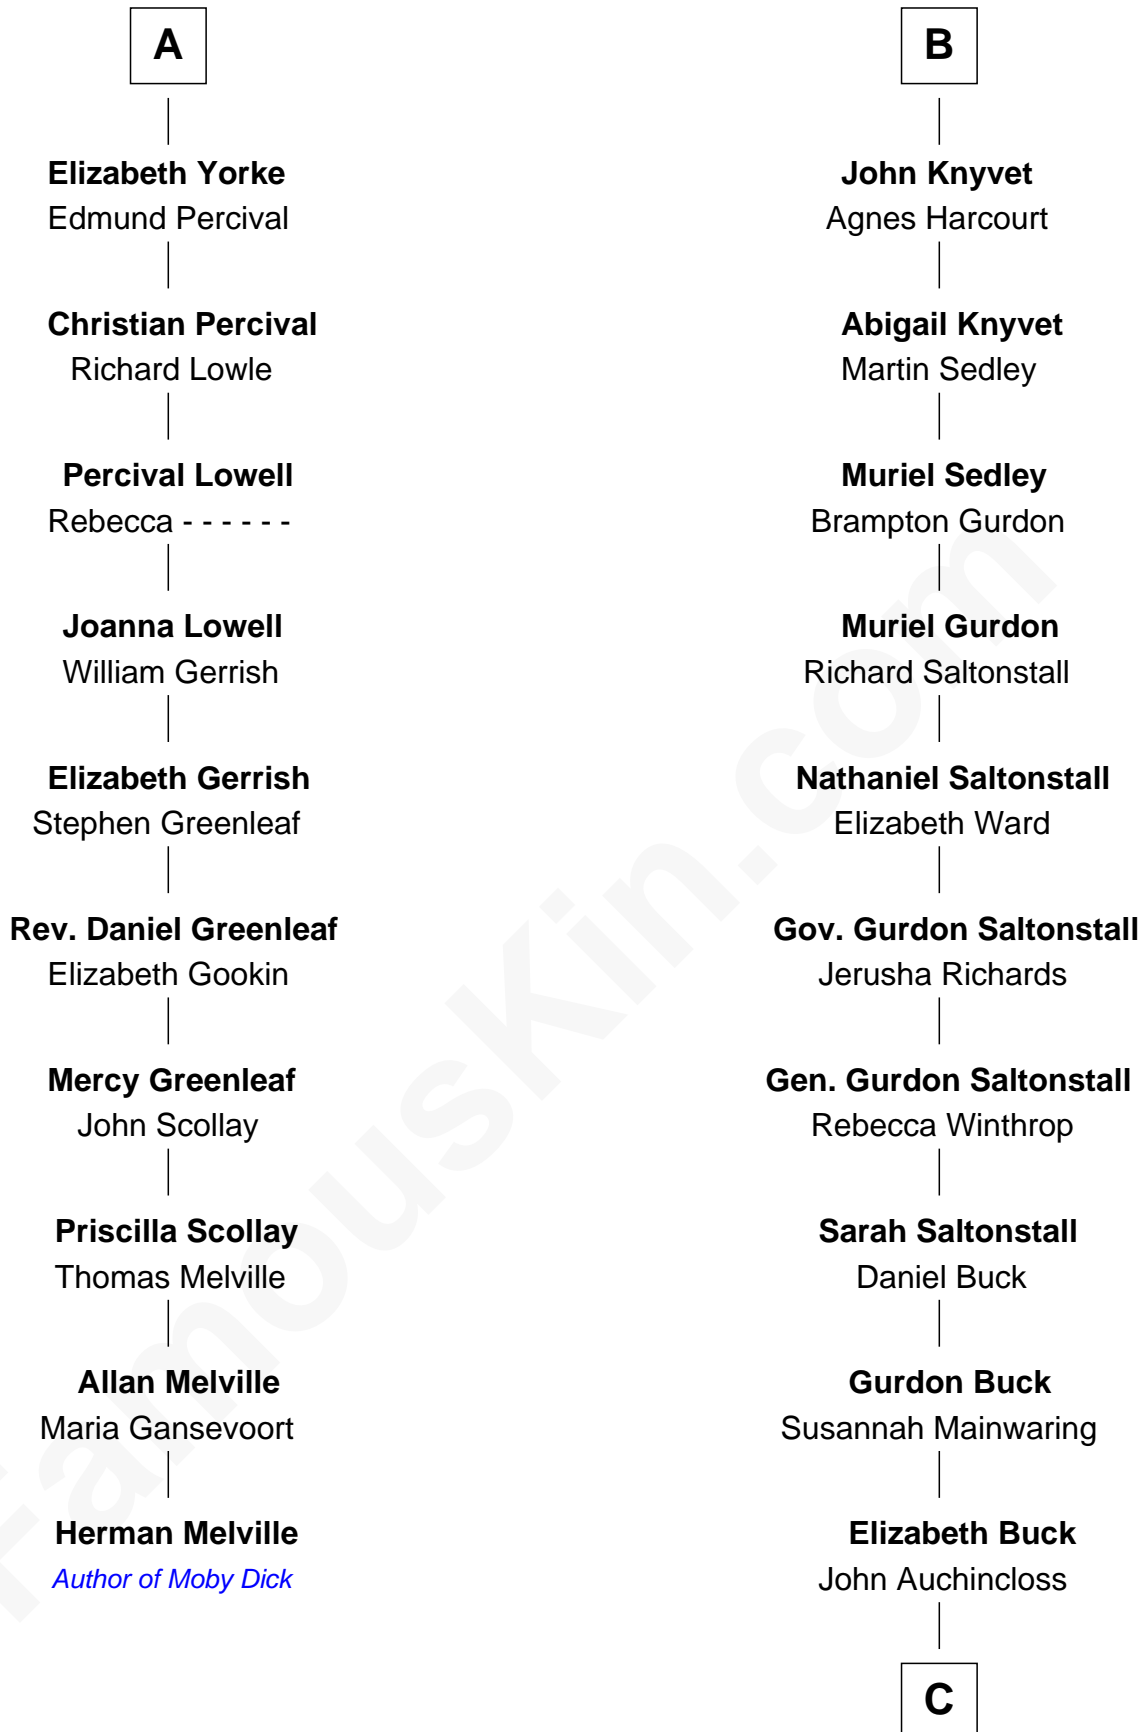 A
Elizabeth Yorke
Edmund Percival
Christian Percival
Richard Lowle
Percival Lowell
Rebecca - - - - - -
Joanna Lowell
William Gerrish
Elizabeth Gerrish
Stephen Greenleaf
Rev. Daniel Greenleaf
Elizabeth Gookin
Mercy Greenleaf
John Scollay
Priscilla Scollay
Thomas Melville
Allan Melville
Maria Gansevoort
Herman Melville
Author of Moby Dick
B
John Knyvet
Agnes Harcourt
Abigail Knyvet
Martin Sedley
Muriel Sedley
Brampton Gurdon
Muriel Gurdon
Richard Saltonstall
Nathaniel Saltonstall
Elizabeth Ward
Gov. Gurdon Saltonstall
Jerusha Richards
Gen. Gurdon Saltonstall
Rebecca Winthrop
Sarah Saltonstall
Daniel Buck
Gurdon Buck
Susannah Mainwaring
Elizabeth Buck
John Auchincloss
C
FamousKin.com